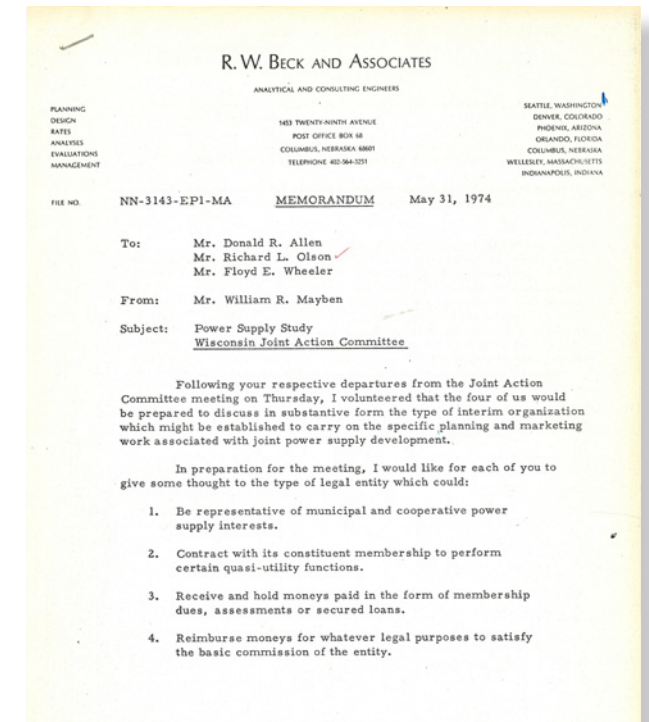 R. W. BECK AND ASSOCIATES
ANALYTICAL AND CONSULTING ENGINEERS
PLANNING
DESIGN
RATES
ANALYSES
EVALUATIONS
MANAGEMENT
1453 TWENTY-NINTH AVENUE
POST OFFICE BOX 68
COLUMBUS, NEBRASKA 68601
TELEPHONE 402-564-3251
SEATTLE, WASHINGTON
DENVER, COLORADO
PHOENIX, ARIZONA
ORLANDO, FLORIDA
COLUMBUS, NEBRASKA
WELLESLEY, MASSACHUSETTS
INDIANAPOLIS, INDIANA
FILE NO. NN-3143-EP1-MA MEMORANDUM May 31, 1974
To: Mr. Donald R. Allen
Mr. Richard L. Olson
Mr. Floyd E. Wheeler
From: Mr. William R. Mayben
Subject: Power Supply Study
Wisconsin Joint Action Committee
Following your respective departures from the Joint Action
Committee meeting on Thursday, I volunteered that the four of us would
be prepared to discuss in substantive form the type of interim organization
which might be established to carry on the specific planning and marketing
work associated with joint power supply development.
In preparation for the meeting, I would like for each of you to
give some thought to the type of legal entity which could:
1. Be representative of municipal and cooperative power
supply interests.
2. Contract with its constituent membership to perform
certain quasi-utility functions.
3. Receive and hold moneys paid in the form of membership
dues, assessments or secured loans.
4. Reimburse moneys for whatever legal purposes to satisfy
the basic commission of the entity.